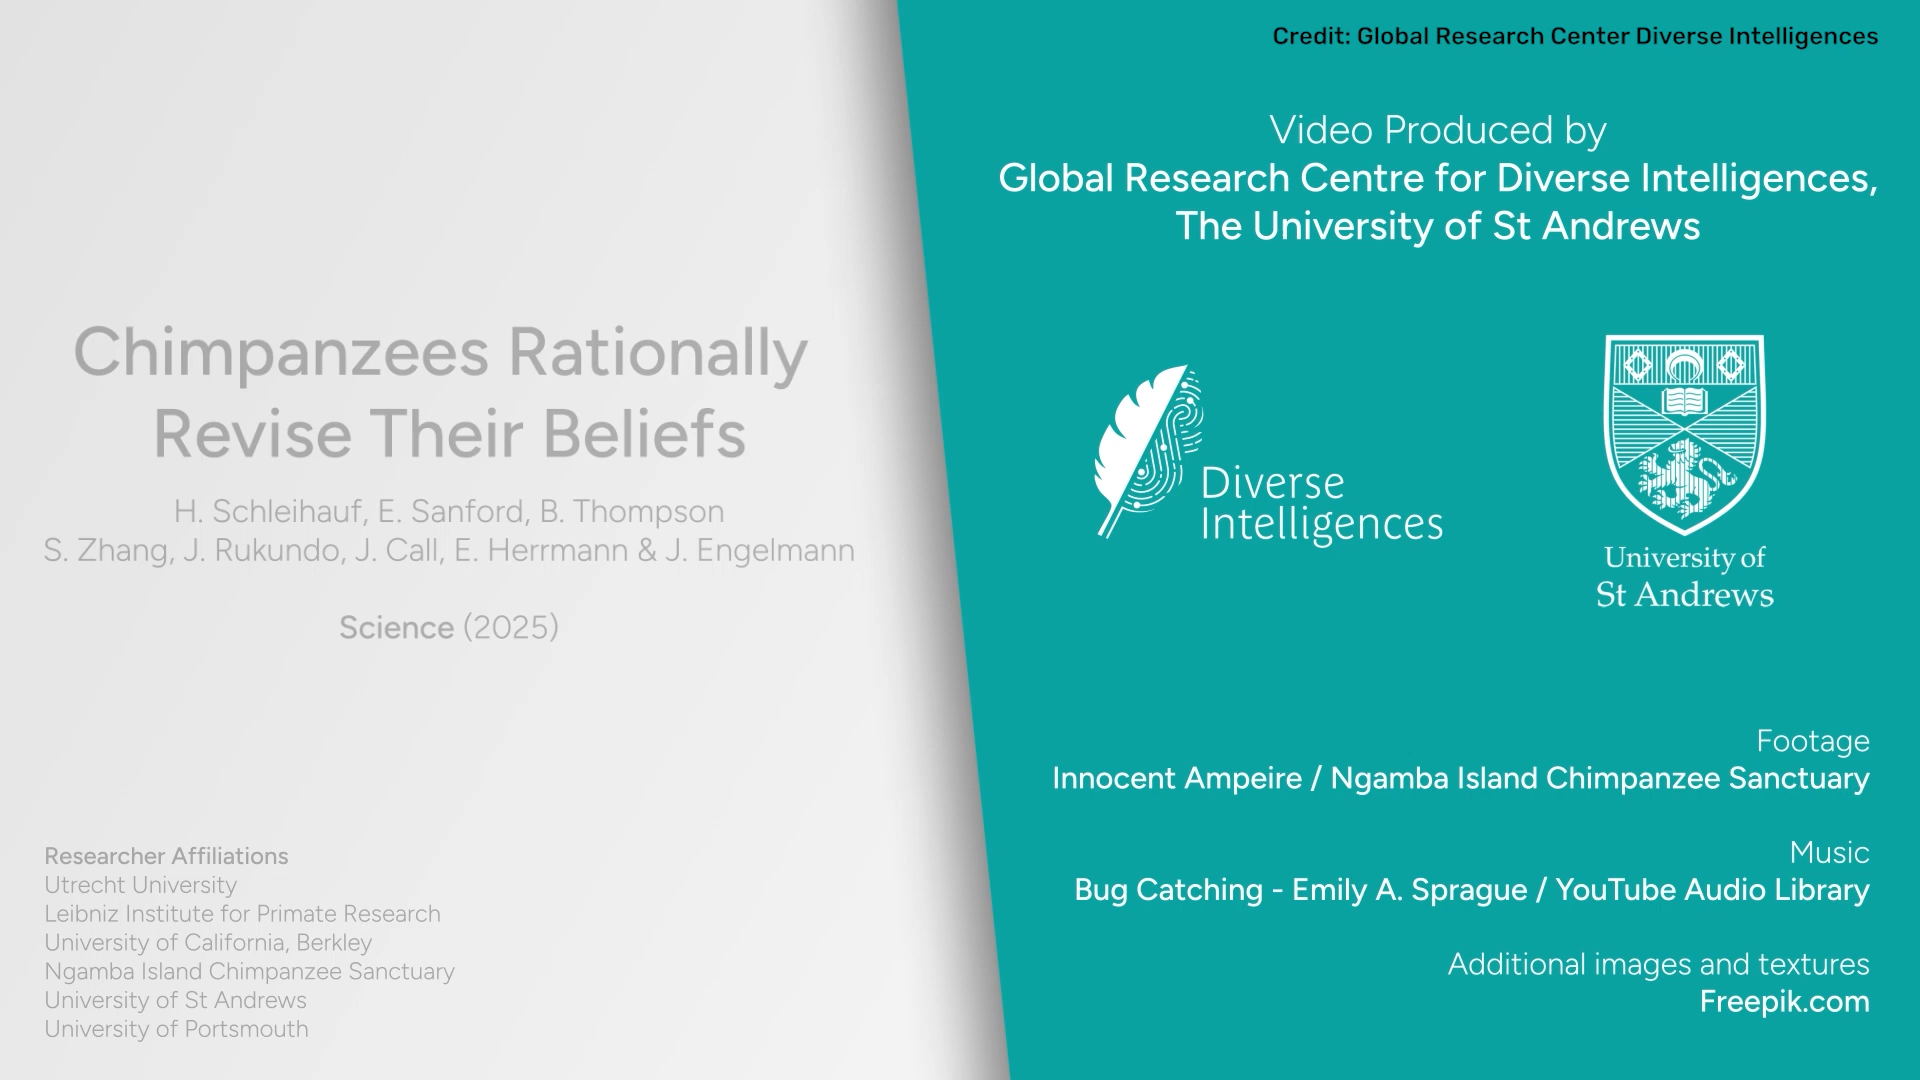 Credit: Global Research Center Diverse Intelligences
Chimpanzees Rationally
Revise Their Beliefs
H. Schleihauf, E. Sanford, B. Thompson
S. Zhang, J. Rukundo, J. Call, E. Herrmann & J. Engelmann
Science (2025)
Researcher Affiliations
Utrecht University
Leibniz Institute for Primate Research
University of California, Berkley
Ngamba Island Chimpanzee Sanctuary
University of St Andrews
University of Portsmouth
Video Produced by
Global Research Centre for Diverse Intelligences,
The University of St Andrews
Diverse
Intelligences
University of
St Andrews
Footage
Innocent Ampeire / Ngamba Island Chimpanzee Sanctuary
Music
Bug Catching - Emily A. Sprague / YouTube Audio Library
Additional images and textures
Freepik.com